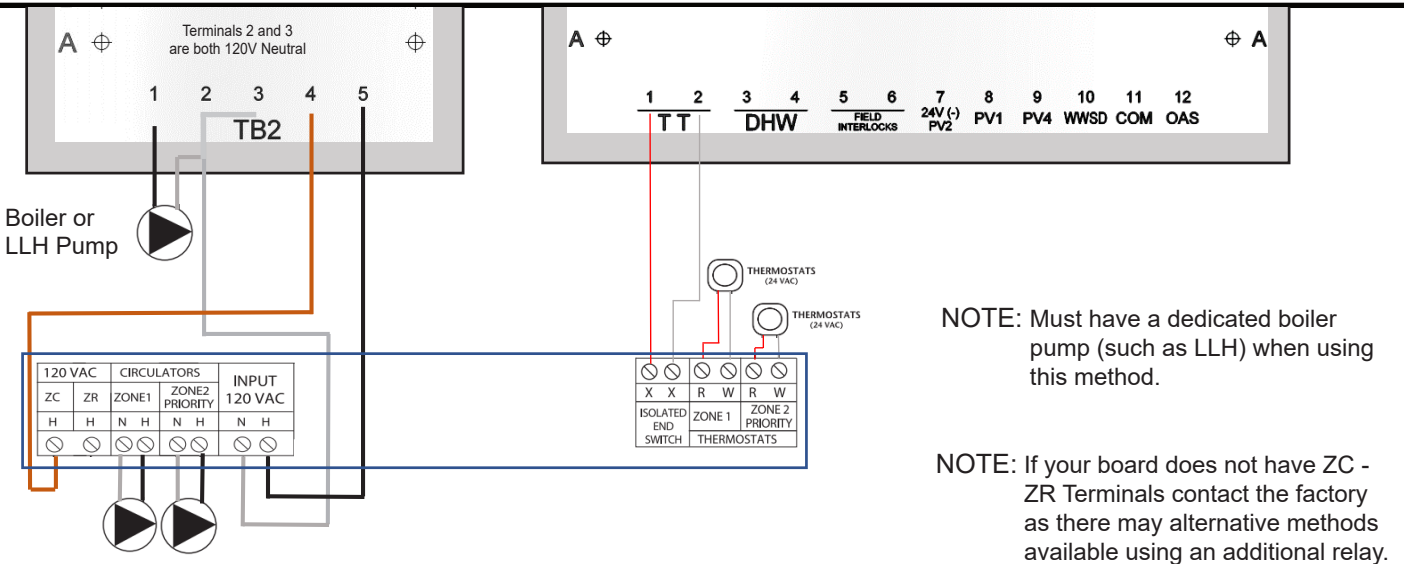 A
Terminals 2 and 3
are both 120V Neutral
1 2 3 4 5
TB2
Boiler or
LLH Pump
A
A
1 2 3 4 5 6 7 8 9 10 11 12
T T DHW FIELD INTERLOCKS 24V (-) PV2 PV1 PV4 WWSD COM OAS
THERMOSTATS
(24 VAC)
THERMOSTATS
(24 VAC)
120 VAC CIRCULATORS INPUT 120 VAC
ZC ZR ZONE1 ZONE2 PRIORITY
H H N H N H N H
X X R W R W
ISOLATED END SWITCH ZONE 1 ZONE 2 PRIORITY
THERMOSTATS
NOTE: Must have a dedicated boiler
pump (such as LLH) when using
this method.
NOTE: If your board does not have ZC -
ZR Terminals contact the factory
as there may alternative methods
available using an additional relay.